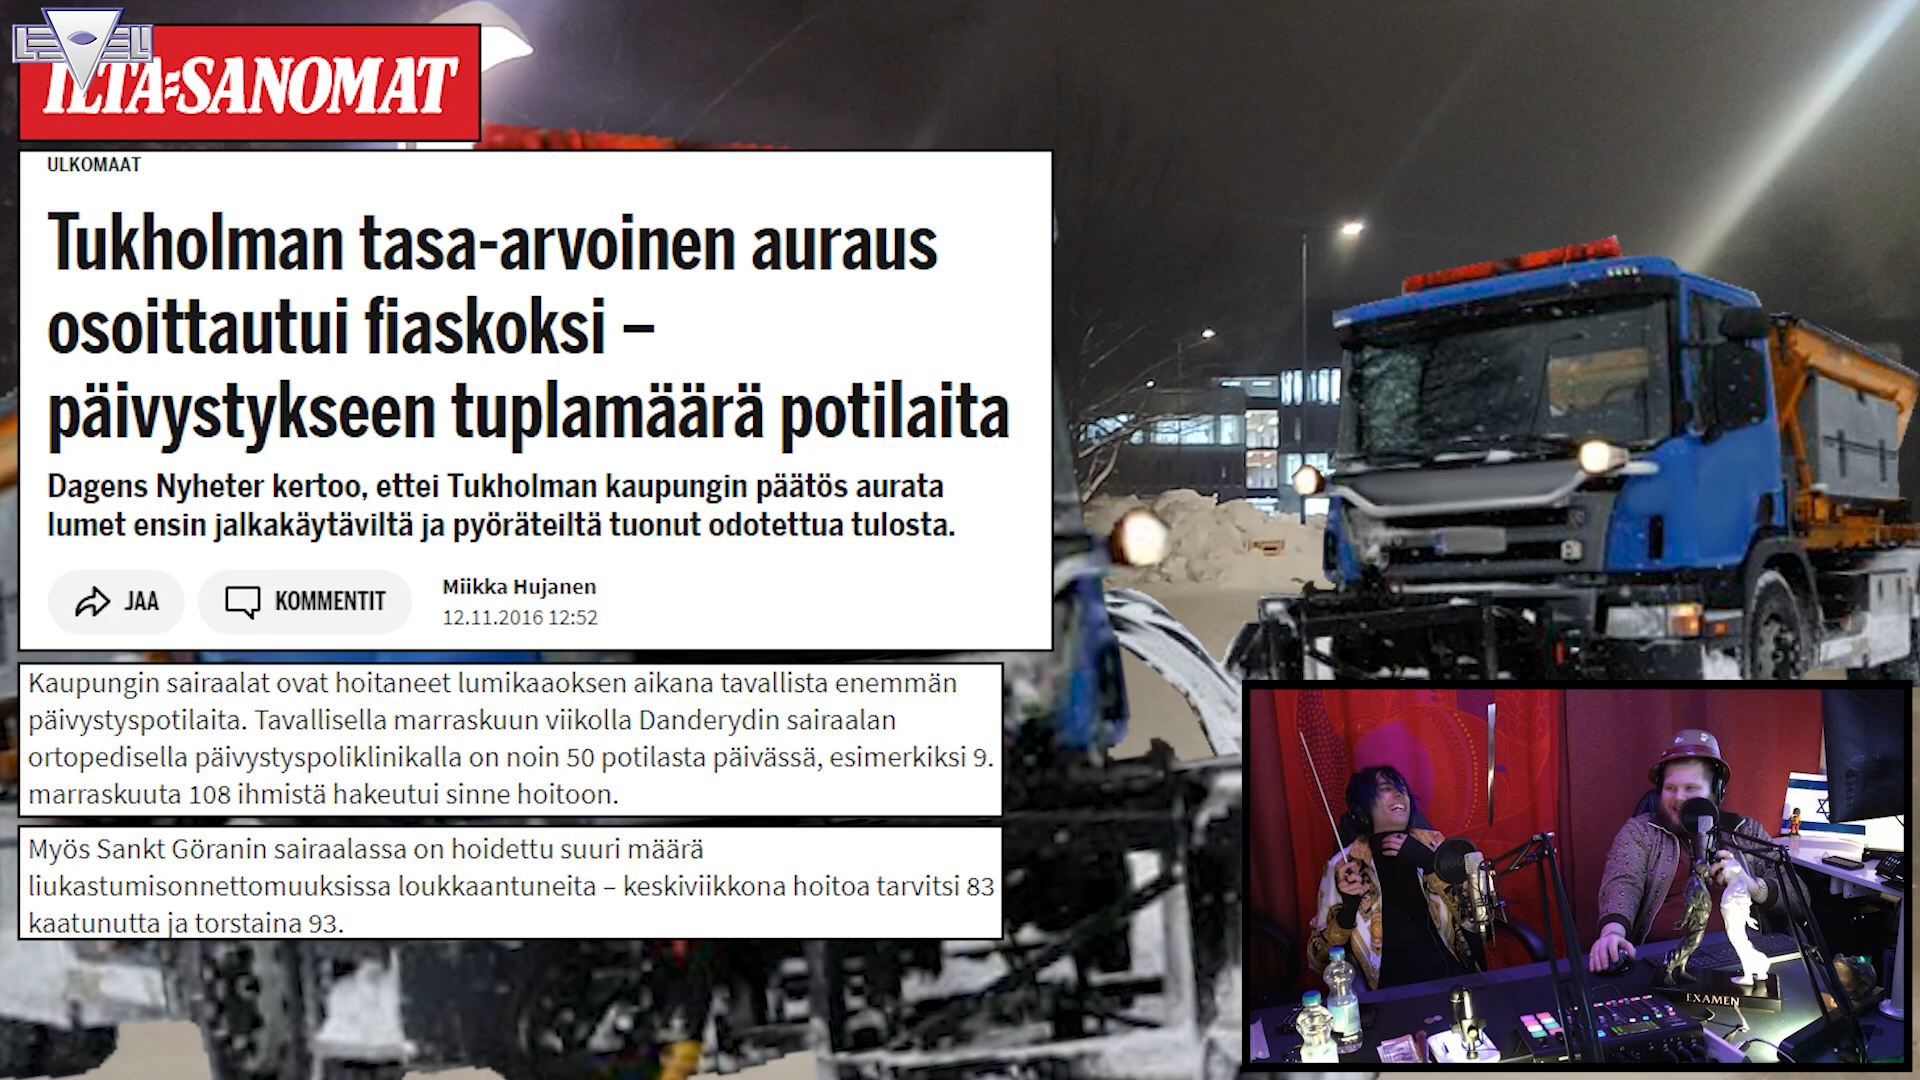 LEVELI
ILTA-SANOMAT
ULKOMAAT
Tukholman tasa-arvoinen auraus
osoittautui fiaskoksi –
päivystykseen tuplamäärä potilaita
Dagens Nyheter kertoo, ettei Tukholman kaupungin päätös aurata
lumet ensin jalkakäytäviltä ja pyöräteiltä tuonut odotettua tulosta.
JAA
KOMMENTIT
Miikka Hujanen
12.11.2016 12:52
Kaupungin sairaalat ovat hoitaneet lumikaaoksen aikana tavallista enemmän
päivystyspotilaita. Tavallisella marraskuun viikolla Danderydin sairaalan
ortopedisella päivystyspoliklinikalla on noin 50 potilasta päivässä, esimerkiksi 9.
marraskuuta 108 ihmistä hakeutui sinne hoitoon.
Myös Sankt Göranin sairaalassa on hoidettu suuri määrä
liukastumisonnettomuuksissa loukkaantuneita – keskiviikkona hoitoa tarvitsi 83
kaatunutta ja torstaina 93.
EXAMEN